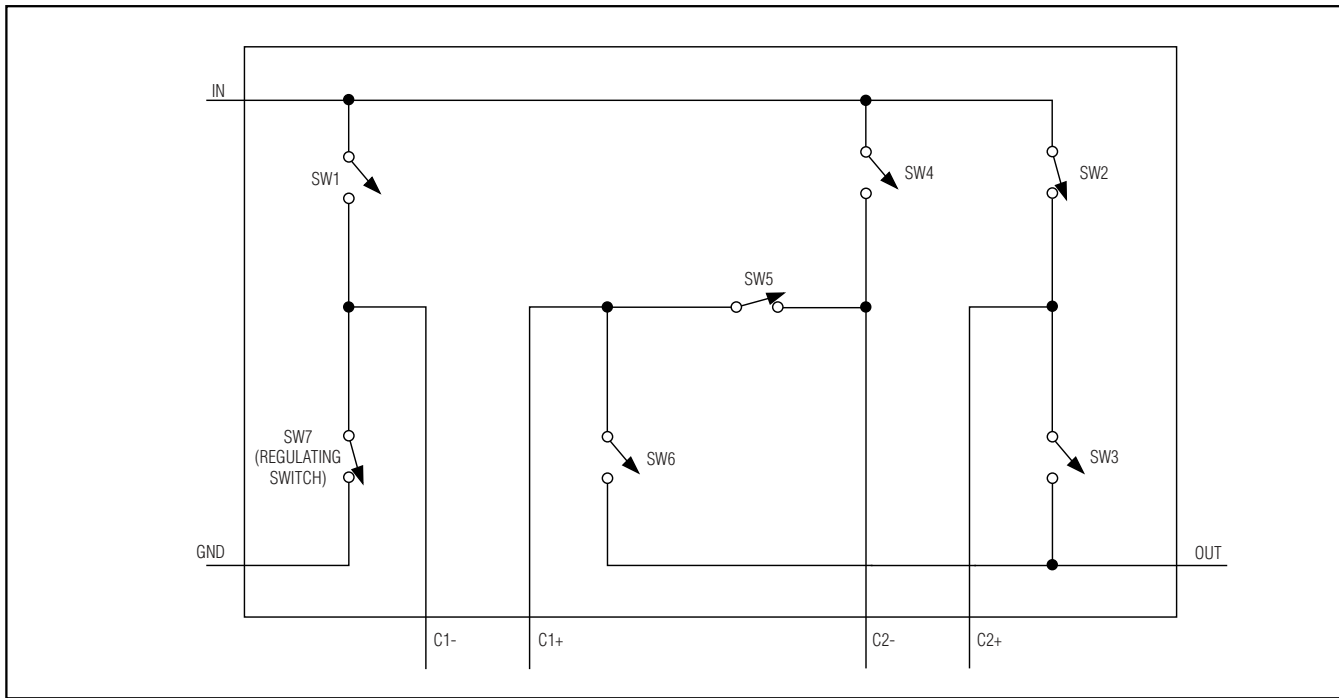 IN
SW1
SW4
SW2
SW5
SW7
(REGULATING
SWITCH)
SW6
SW3
GND
OUT
C1-
C1+
C2-
C2+